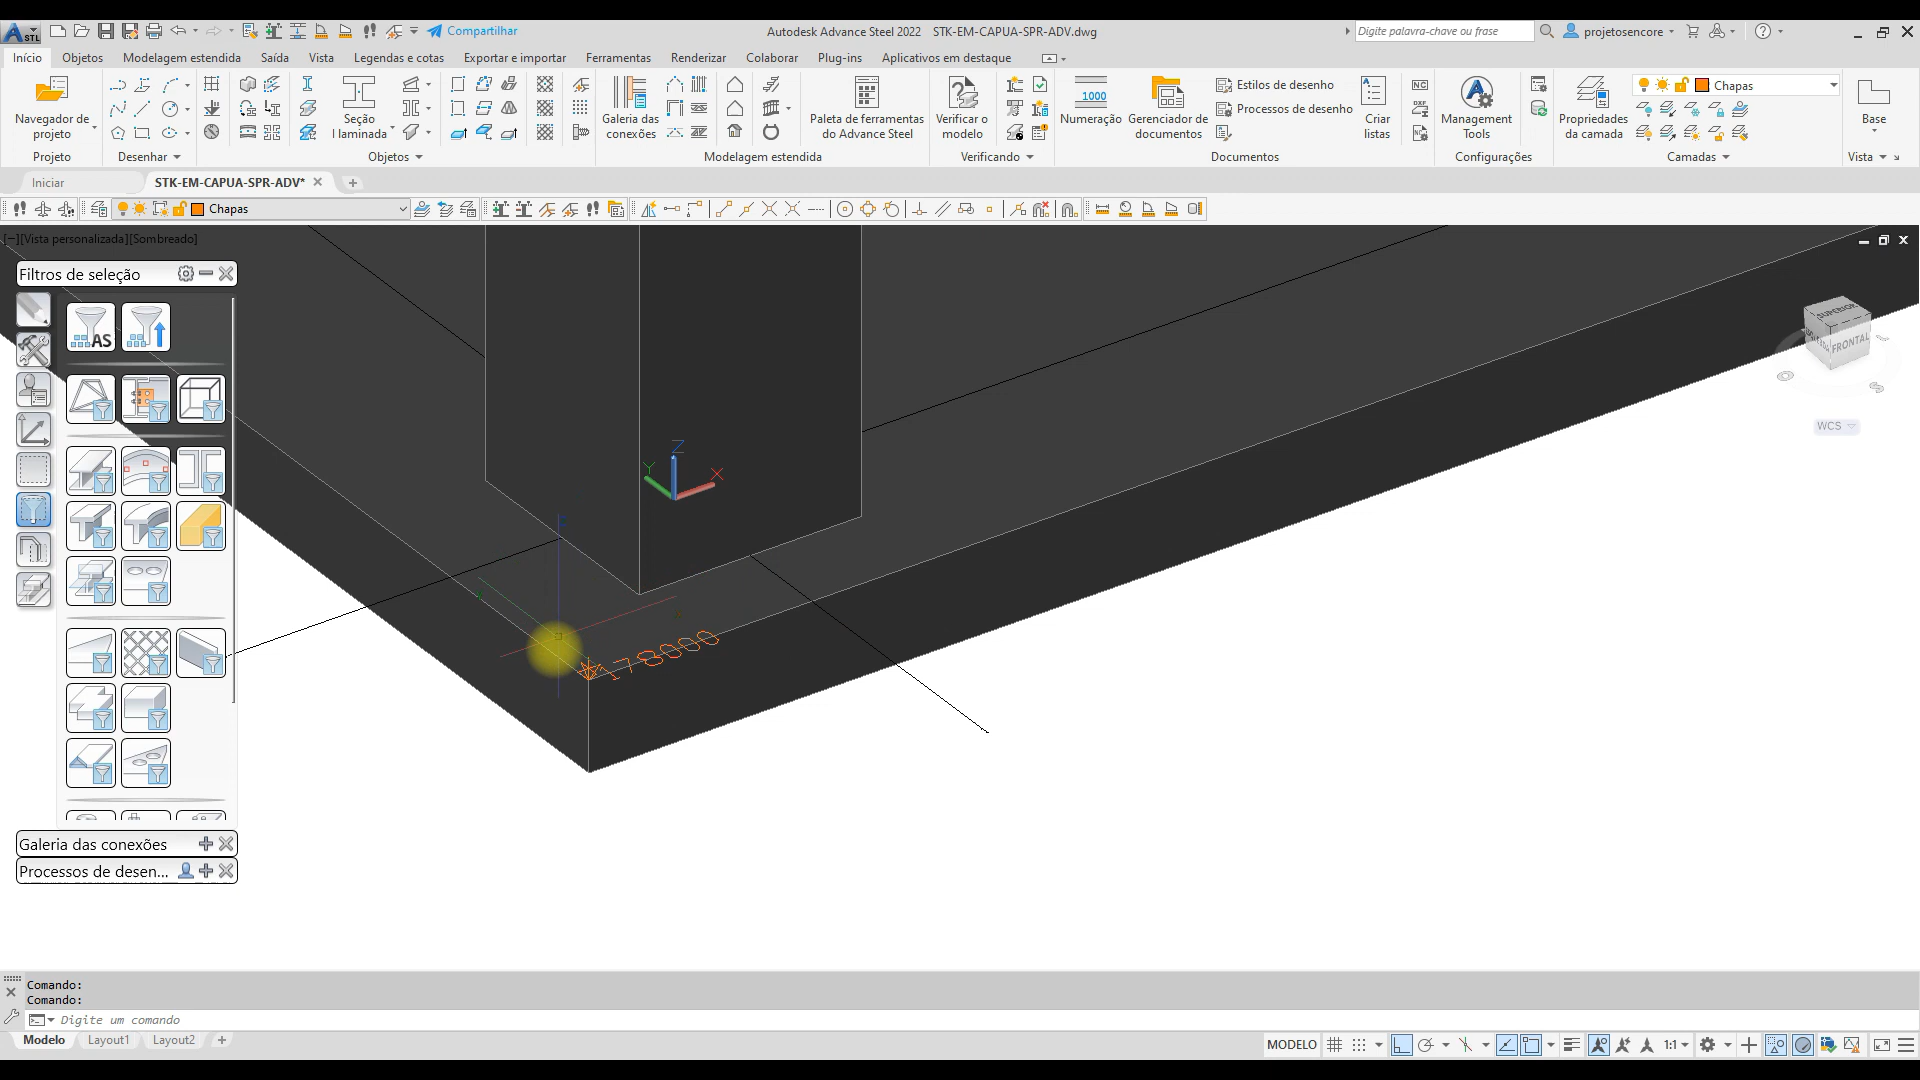 STL
Compartilhar
Autodesk Advance Steel 2022 STK-EM-CAPUA-SPR-ADV.dwg
Digite palavra-chave ou frase
projetosencore
Início Objetos Modelagem estendida Saída Vista Legendas e cotas Exportar e importar Ferramentas Renderizar Colaborar Plug-ins Aplicativos em destaque
Navegador de projeto
Seção I laminada
Galeria das conexões
Paleta de ferramentas do Advance Steel
Verificar o modelo
1000
Numeração
Gerenciador de documentos
Estilos de desenho
Processos de desenho
Criar listas
NC
DXF
Management Tools
Propriedades da camada
Chapas
Base
Projeto Desenhar Objetos Modelagem estendida Verificando Documentos Configurações Camadas Vista
Iniciar STK-EM-CAPUA-SPR-ADV*
Chapas
[−][Vista personalizada][Sombreado]
Filtros de seleção
AS
SUPERIOR
FRONTAL
WCS
Z
Y
X
178000
Galeria das conexões
Processos de desen...
Comando:
Comando:
Digite um comando
Modelo Layout1 Layout2
MODELO
1:1